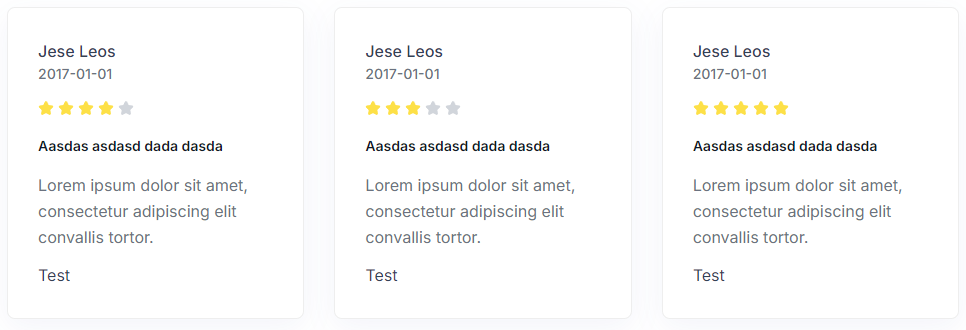 Jese Leos
2017-01-01
Aasdas asdasd dada dasda
Lorem ipsum dolor sit amet,
consectetur adipiscing elit
convallis tortor.
Test
Jese Leos
2017-01-01
Aasdas asdasd dada dasda
Lorem ipsum dolor sit amet,
consectetur adipiscing elit
convallis tortor.
Test
Jese Leos
2017-01-01
Aasdas asdasd dada dasda
Lorem ipsum dolor sit amet,
consectetur adipiscing elit
convallis tortor.
Test